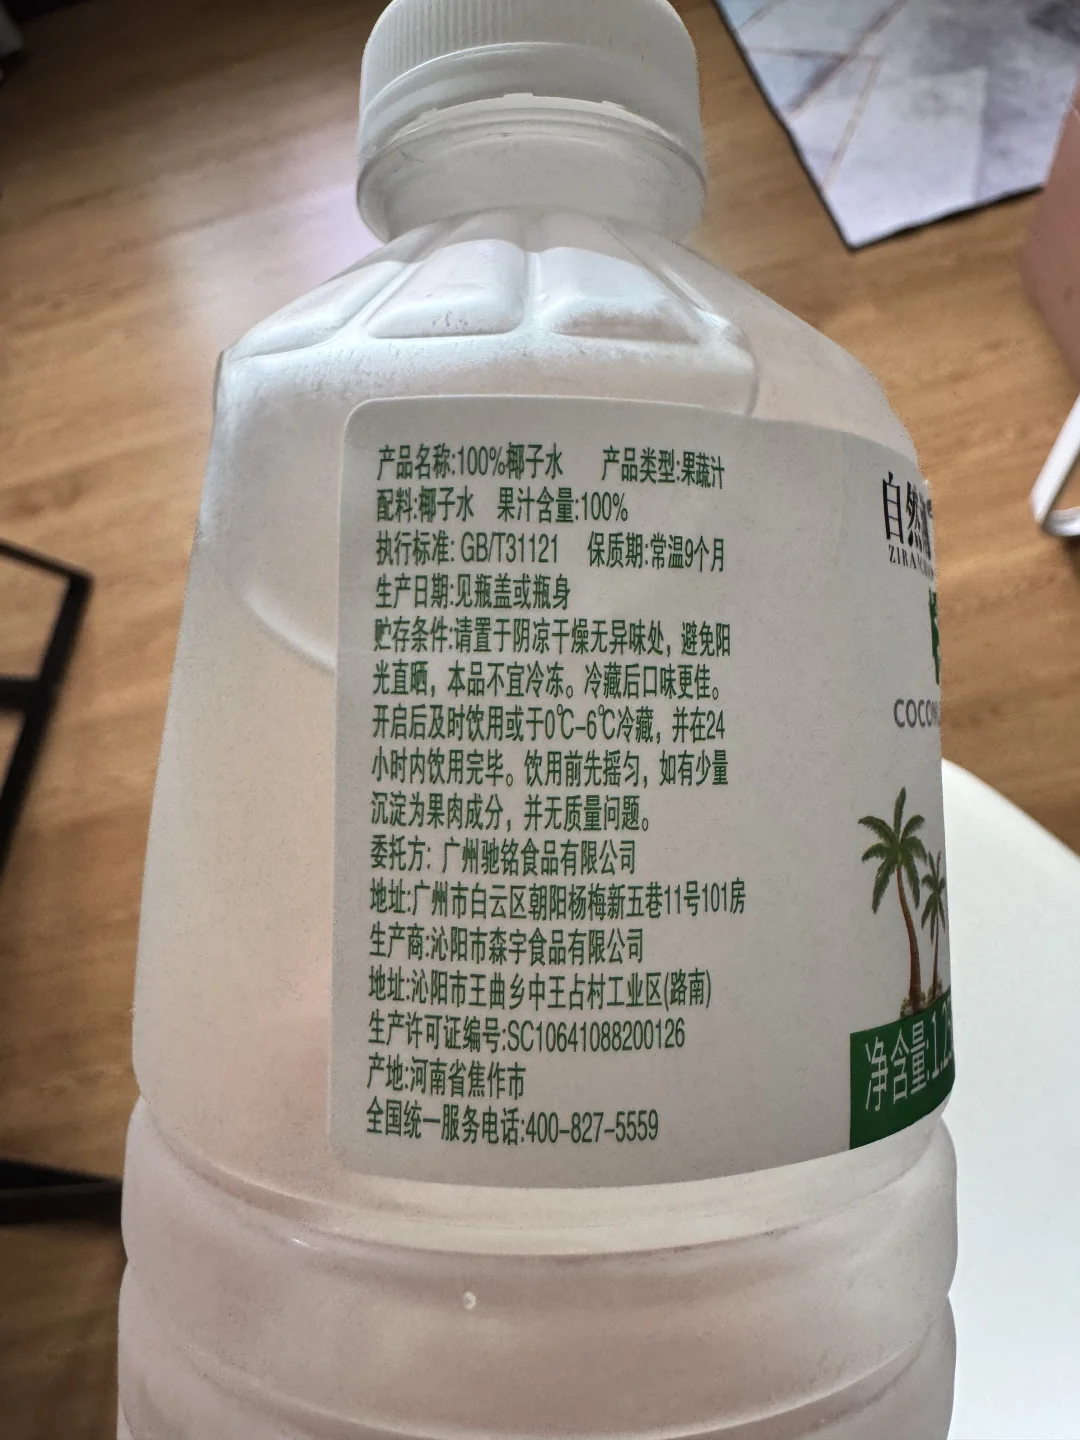 产品名称:100%椰子水 产品类型:果蔬汁
配料:椰子水 果汁含量:100%
执行标准: GB/T31121 保质期:常温9个月
生产日期:见瓶盖或瓶身
贮存条件:请置于阴凉干燥无异味处，避免阳
光直晒，本品不宜冷冻。冷藏后口味更佳。
开启后及时饮用或于0℃-6℃冷藏，并在24
小时内饮用完毕。饮用前先摇匀，如有少量
沉淀为果肉成分，并无质量问题。
委托方: 广州驰铭食品有限公司
地址:广州市白云区朝阳杨梅新五巷11号101房
生产商:沁阳市森宇食品有限公司
地址:沁阳市王曲乡中王占村工业区(路南)
生产许可证编号:SC10641088200126
产地:河南省焦作市
全国统一服务电话:400-827-5559
自然
ZIRAN
COCON
净含量:1.2